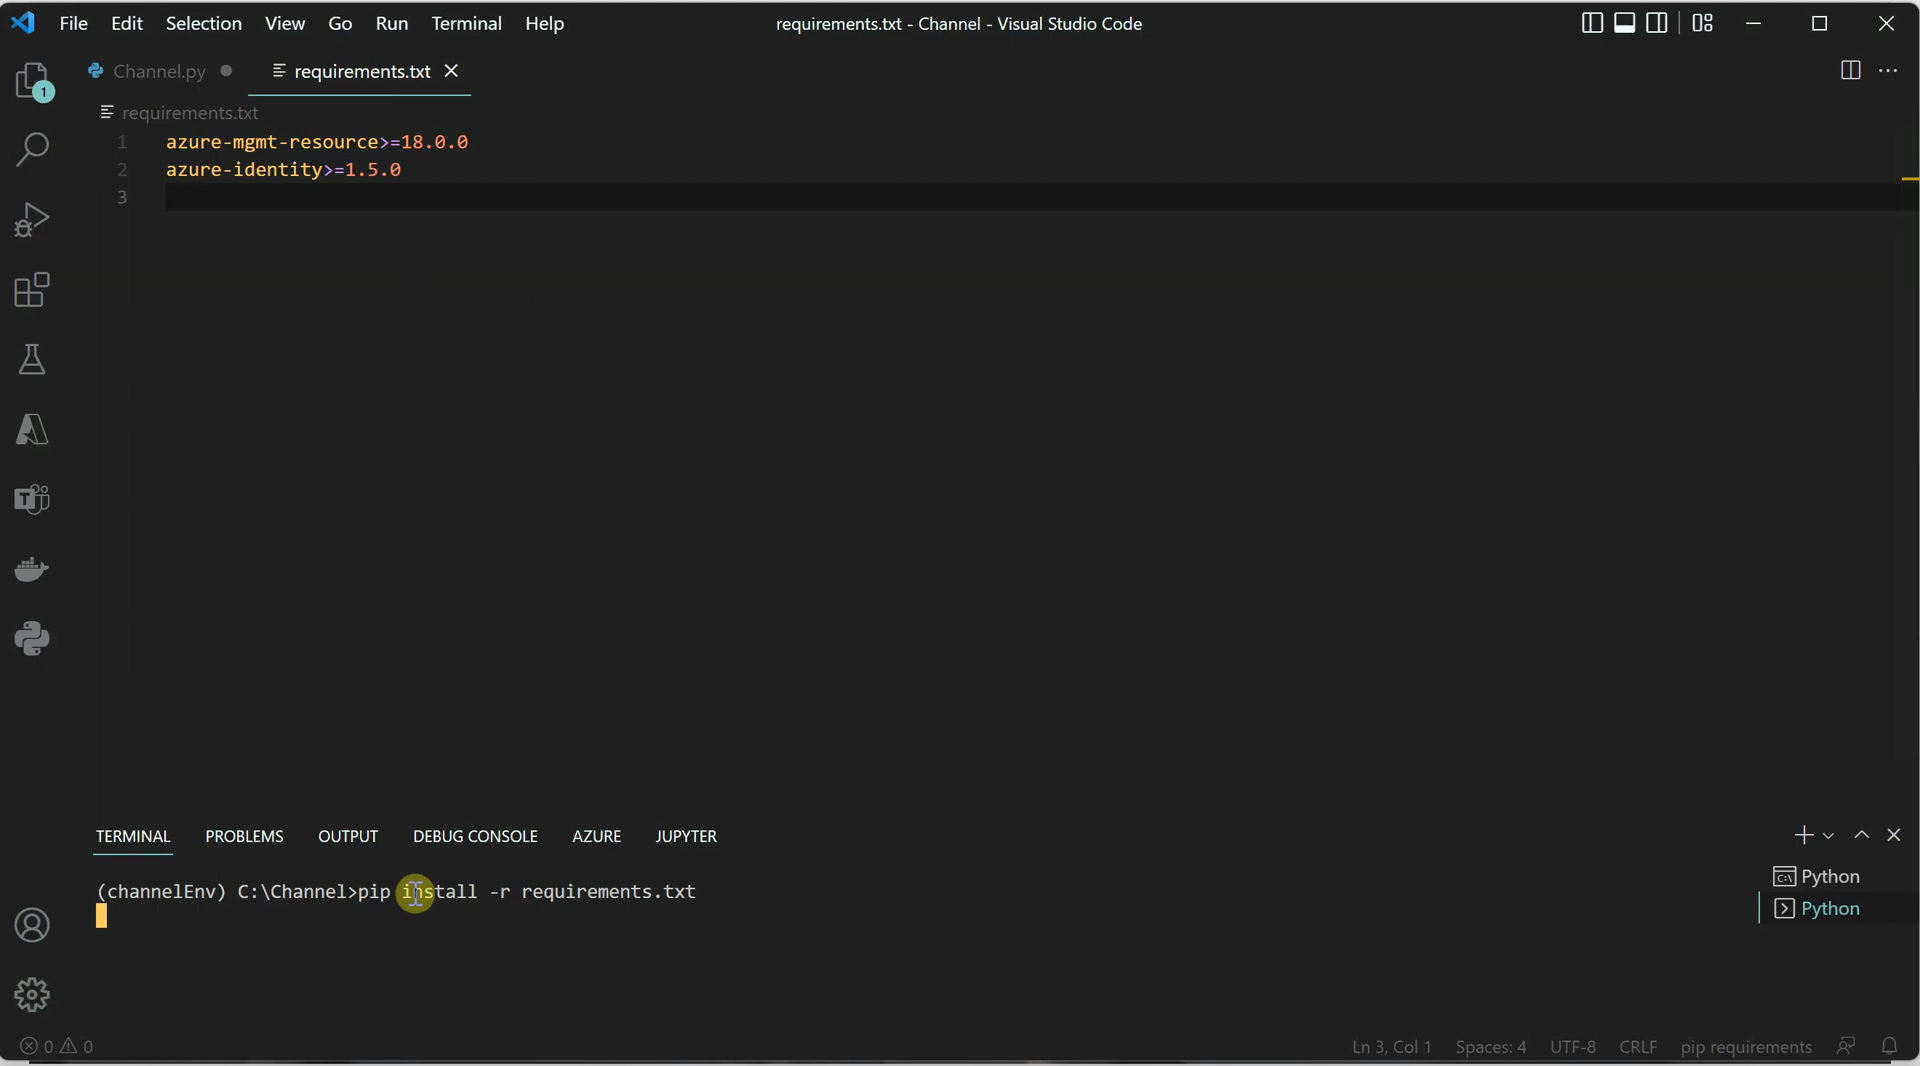 File Edit Selection View Go Run Terminal Help requirements.txt - Channel - Visual Studio Code
Channel.py requirements.txt
1
requirements.txt
1 azure-mgmt-resource>=18.0.0
2 azure-identity>=1.5.0
3
TERMINAL PROBLEMS OUTPUT DEBUG CONSOLE AZURE JUPYTER
(channelEnv) C:\Channel>pip install -r requirements.txt
Python
Python
0 0 Ln 3, Col 1 Spaces: 4 UTF-8 CRLF pip requirements